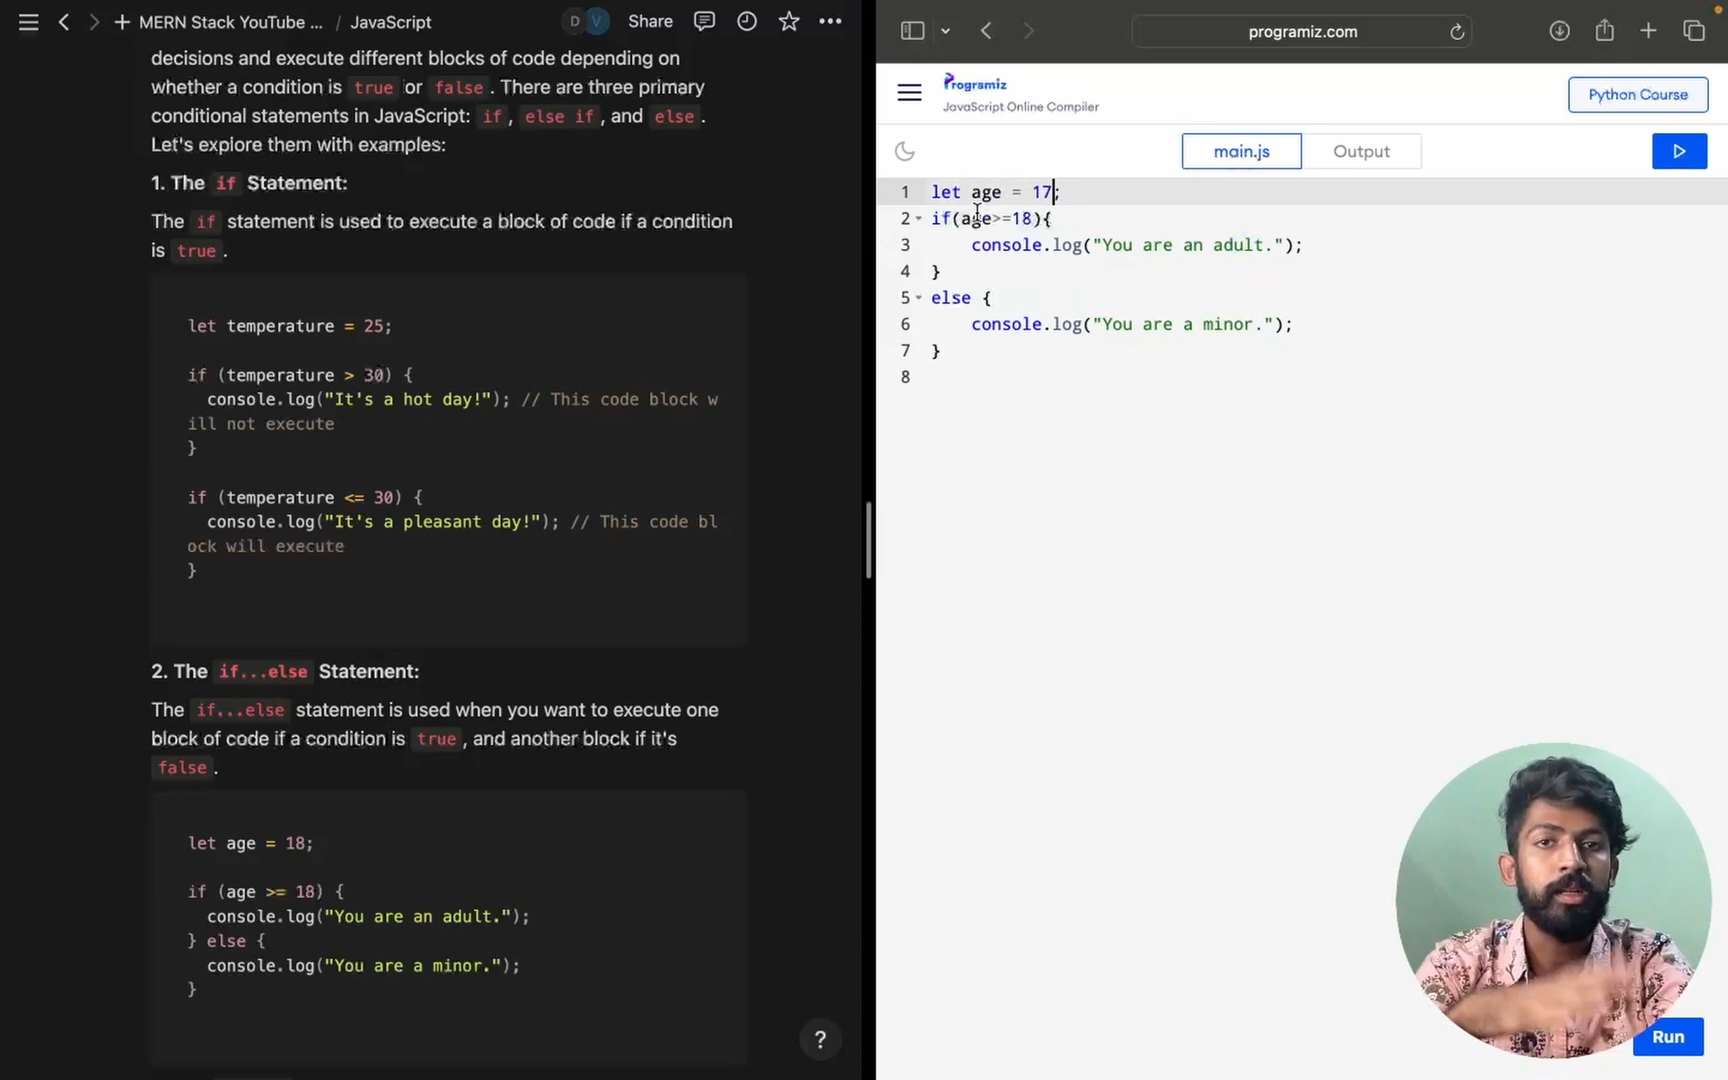 MERN Stack YouTube ... / JavaScript
D V Share
decisions and execute different blocks of code depending on
whether a condition is true or false . There are three primary
conditional statements in JavaScript: if , else if , and else .
Let's explore them with examples:
1. The if Statement:
The if statement is used to execute a block of code if a condition
is true .
let temperature = 25;
if (temperature > 30) {
console.log("It's a hot day!"); // This code block w
ill not execute
}
if (temperature <= 30) {
console.log("It's a pleasant day!"); // This code bl
ock will execute
}
2. The if...else Statement:
The if...else statement is used when you want to execute one
block of code if a condition is true , and another block if it's
false .
let age = 18;
if (age >= 18) {
console.log("You are an adult.");
} else {
console.log("You are a minor.");
}
?
programiz.com
Programiz
JavaScript Online Compiler
Python Course
main.js
Output
1 let age = 17;
2 if(age>=18){
3 console.log("You are an adult.");
4 }
5 else {
6 console.log("You are a minor.");
7 }
8
Run